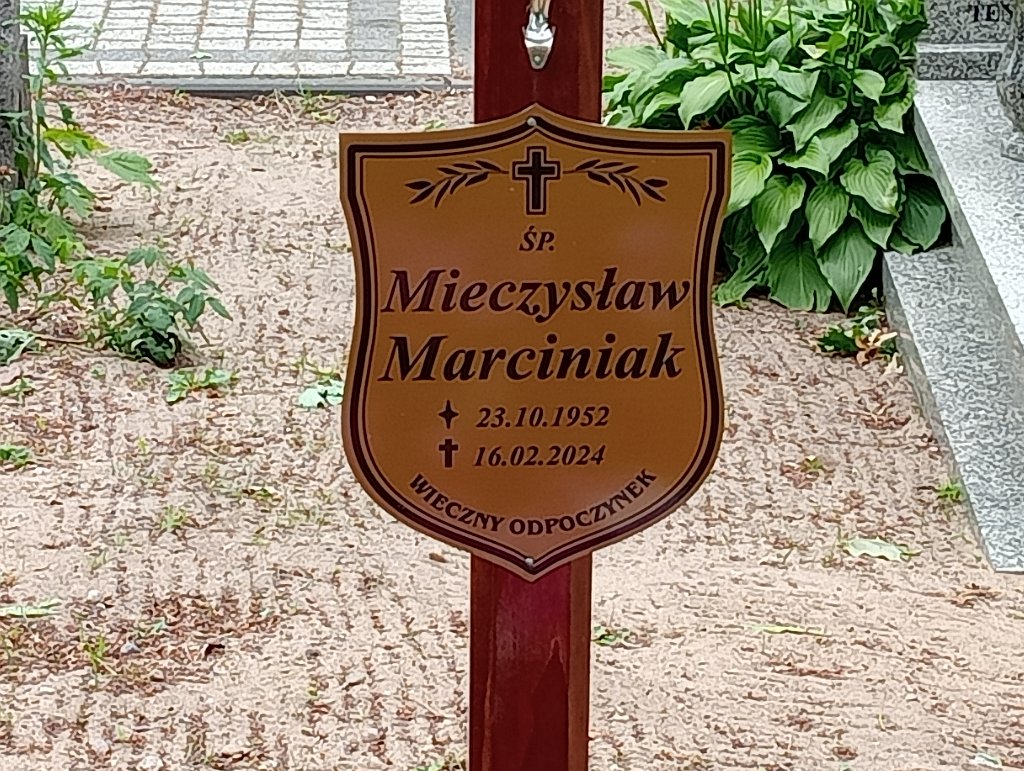 ŚP.
Mieczysław
Marciniak
23.10.1952
16.02.2024
WIECZNY ODPOCZYNEK